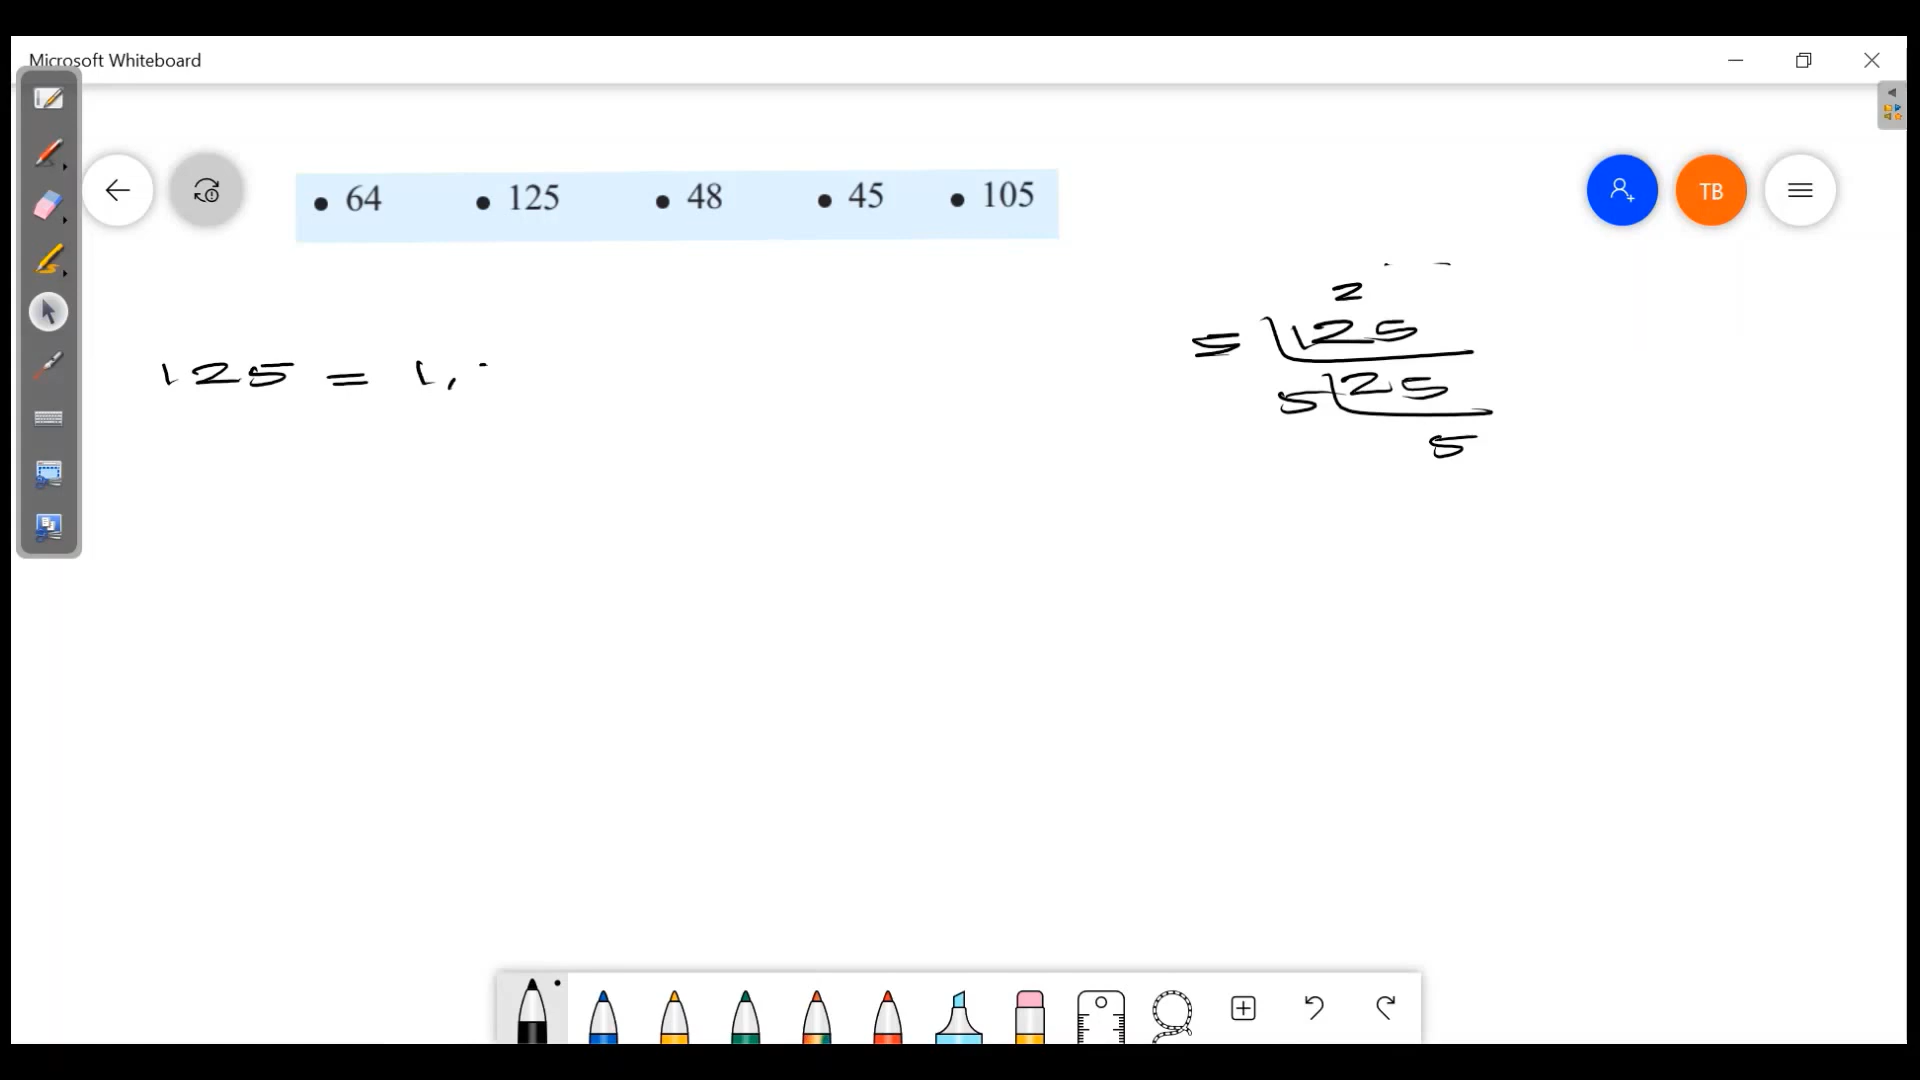 Microsoft Whiteboard
• 64 • 125 • 48 • 45 • 105
TB
2
5 125
5 25
5
125 = 1,